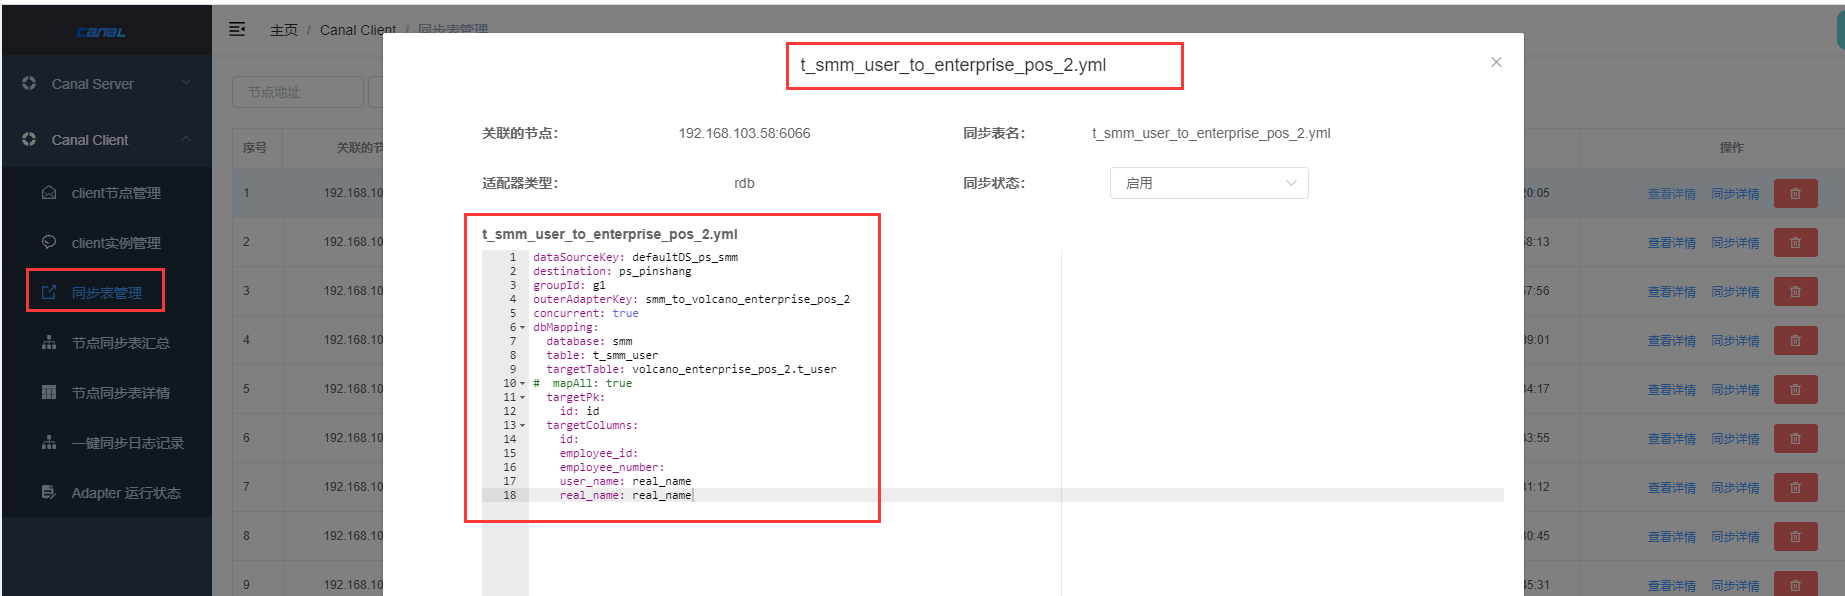 canal
主页 / Canal Client / 同步表管理
Canal Server
Canal Client
client节点管理
client实例管理
同步表管理
节点同步表汇总
节点同步表详情
一键同步日志记录
Adapter 运行状态
节点地址
序号 关联的节
1 192.168.10
2 192.168.10
3 192.168.10
4 192.168.10
5 192.168.10
6 192.168.10
7 192.168.10
8 192.168.10
9 192.168.10
t_smm_user_to_enterprise_pos_2.yml
关联的节点: 192.168.103.58:6066 同步表名: t_smm_user_to_enterprise_pos_2.yml
适配器类型: rdb 同步状态: 启用
t_smm_user_to_enterprise_pos_2.yml
1 dataSourceKey: defaultDS_ps_smm
2 destination: ps_pinshang
3 groupId: g1
4 outerAdapterKey: smm_to_volcano_enterprise_pos_2
5 concurrent: true
6 dbMapping:
7 database: smm
8 table: t_smm_user
9 targetTable: volcano_enterprise_pos_2.t_user
10 # mapAll: true
11 targetPk:
12 id: id
13 targetColumns:
14 id:
15 employee_id:
16 employee_number:
17 user_name: real_name
18 real_name: real_name
操作
20:05 查看详情 同步详情
8:13 查看详情 同步详情
7:56 查看详情 同步详情
9:01 查看详情 同步详情
4:17 查看详情 同步详情
3:55 查看详情 同步详情
1:12 查看详情 同步详情
0:45 查看详情 同步详情
5:31 查看详情 同步详情